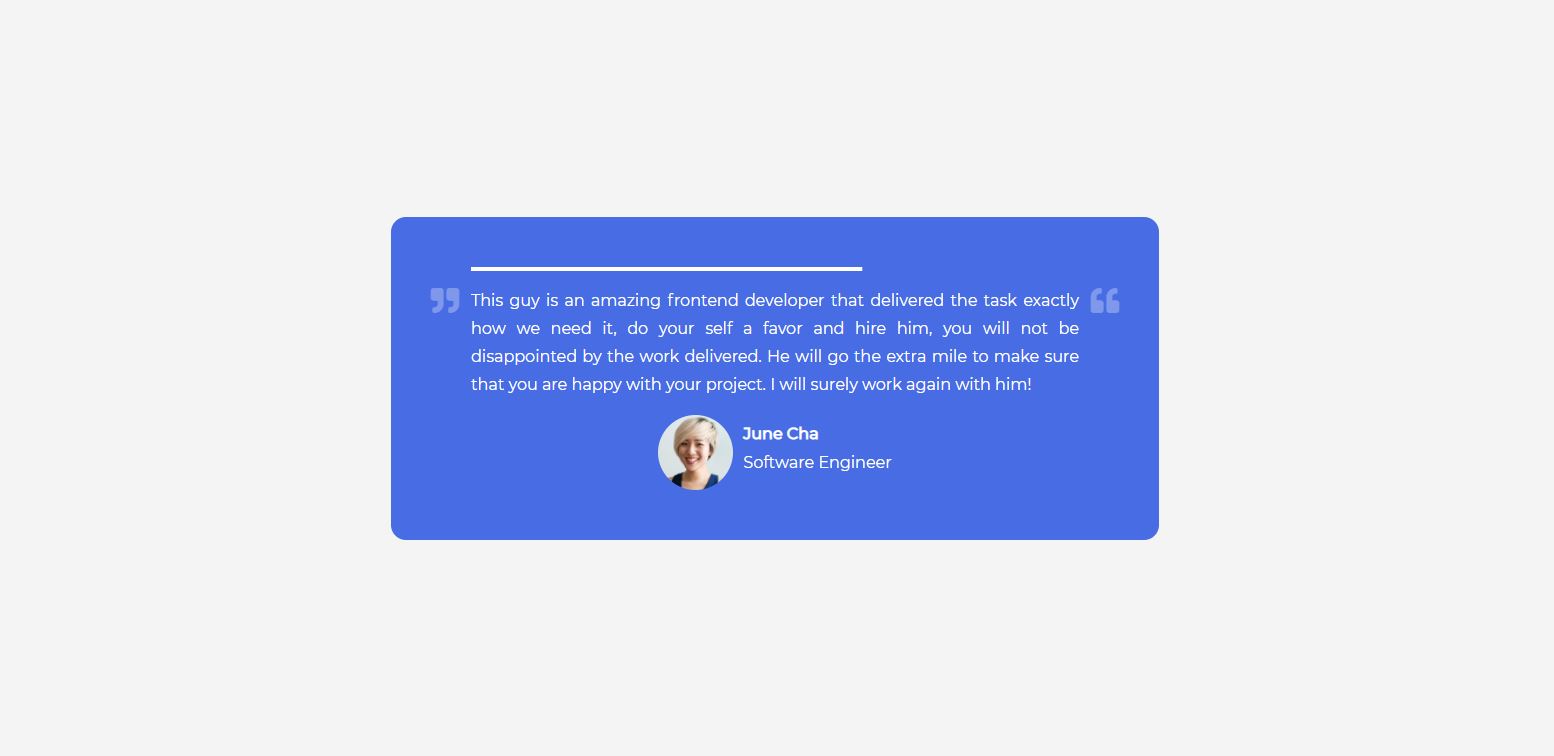 This guy is an amazing frontend developer that delivered the task exactly
how we need it, do your self a favor and hire him, you will not be
disappointed by the work delivered. He will go the extra mile to make sure
that you are happy with your project. I will surely work again with him!
June Cha
Software Engineer